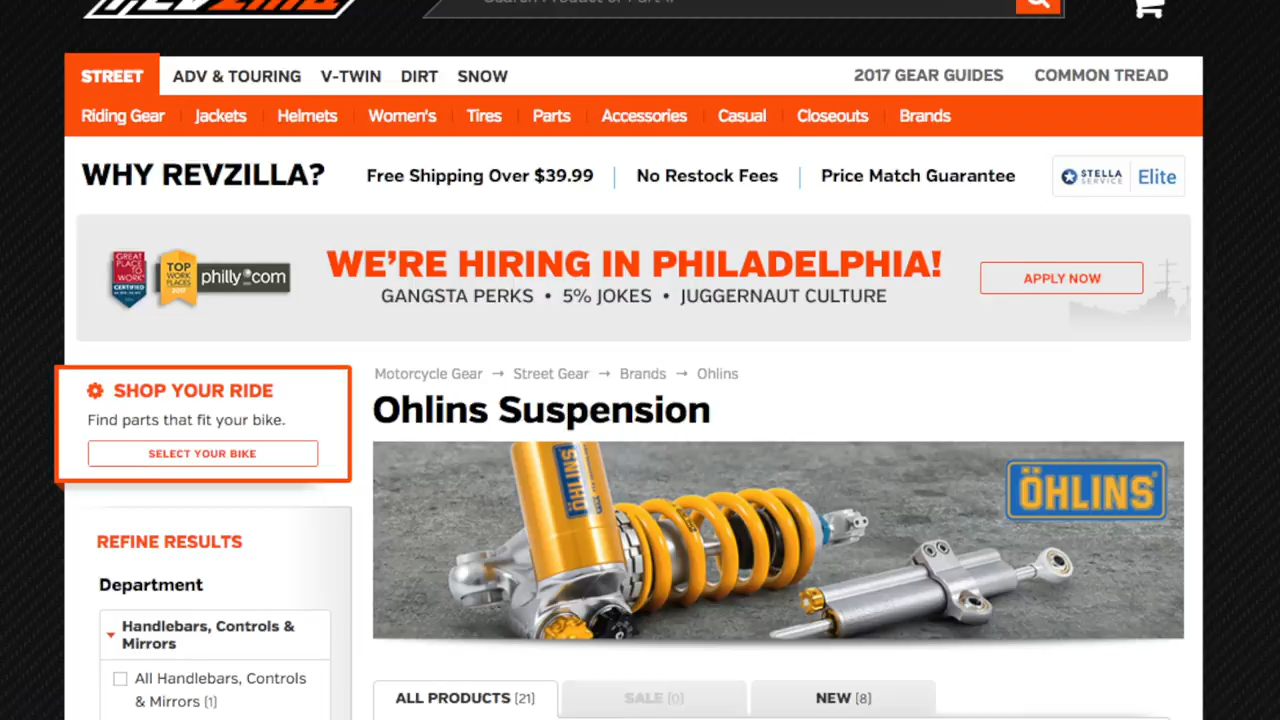 STREET ADV & TOURING V-TWIN DIRT SNOW 2017 GEAR GUIDES COMMON TREAD
Riding Gear Jackets Helmets Women's Tires Parts Accessories Casual Closeouts Brands
WHY REVZILLA? Free Shipping Over $39.99 No Restock Fees Price Match Guarantee STELLA SERVICE Elite
GREAT PLACE TO WORK CERTIFIED
TOP WORK PLACES 2017
philly.com
WE'RE HIRING IN PHILADELPHIA!
GANGSTA PERKS • 5% JOKES • JUGGERNAUT CULTURE
APPLY NOW
SHOP YOUR RIDE
Find parts that fit your bike.
SELECT YOUR BIKE
REFINE RESULTS
Department
Handlebars, Controls &
Mirrors
All Handlebars, Controls
& Mirrors [1]
Motorcycle Gear → Street Gear → Brands → Ohlins
Ohlins Suspension
ÖHLINS
ÖHLINS
ALL PRODUCTS [21] SALE [0] NEW [8]